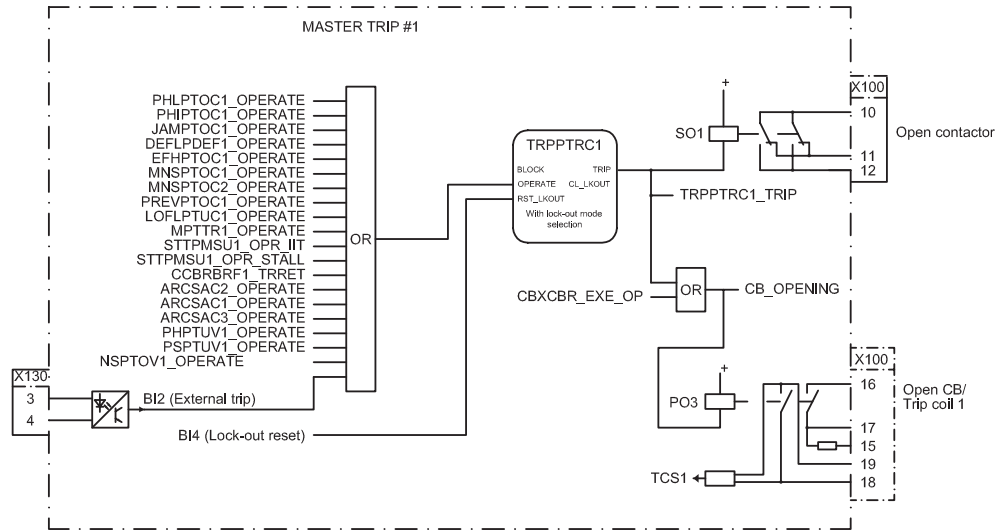 MASTER TRIP #1
PHLPTOC1_OPERATE
PHIPTOC1_OPERATE
JAMPTOC1_OPERATE
DEFLPDEF1_OPERATE
EFHPTOC1_OPERATE
MNSPTOC1_OPERATE
MNSPTOC2_OPERATE
PREVPTOC1_OPERATE
LOFLPTUC1_OPERATE
MPTTR1_OPERATE
STTPMSU1_OPR_IIT
STTPMSU1_OPR_STALL
CCBRBRF1_TRRET
ARCSAC2_OPERATE
ARCSAC1_OPERATE
ARCSAC3_OPERATE
PHPTUV1_OPERATE
PSPTUV1_OPERATE
NSPTOV1_OPERATE
OR
X130
3
4
BI2 (External trip)
BI4 (Lock-out reset)
TRPPTRC1
BLOCK TRIP
OPERATE CL_LKOUT
RST_LKOUT
With lock-out mode
selection
+
SO1
X100
10
11
12
Open contactor
TRPPTRC1_TRIP
CBXCBR_EXE_OP
OR
CB_OPENING
+
PO3
TCS1
X100
16
17
15
19
18
Open CB/
Trip coil 1